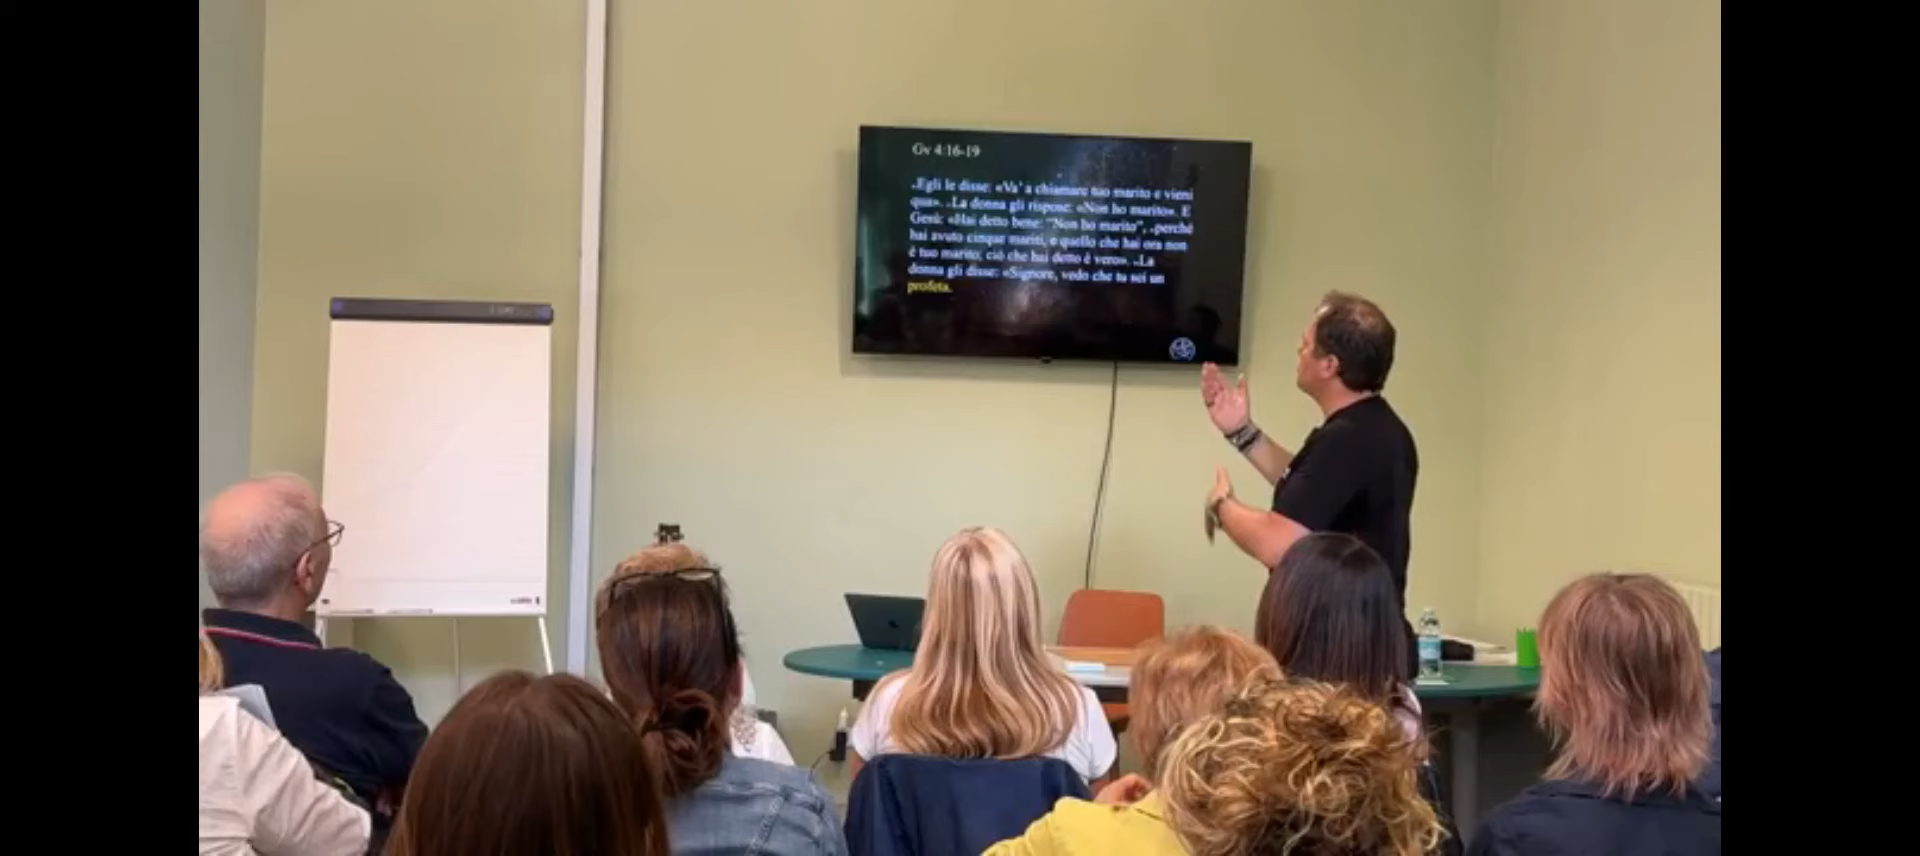 Gv 4:16-19
Egli le disse: «Va' a chiamare tuo marito e vieni
qua». La donna gli rispose: «Non ho marito». E
Gesù: «Hai detto bene: "Non ho marito", perché
hai avuto cinque mariti, e quello che hai ora non
è tuo marito; ciò che hai detto è vero». La
donna gli disse: «Signore, vedo che tu sei un
profeta.